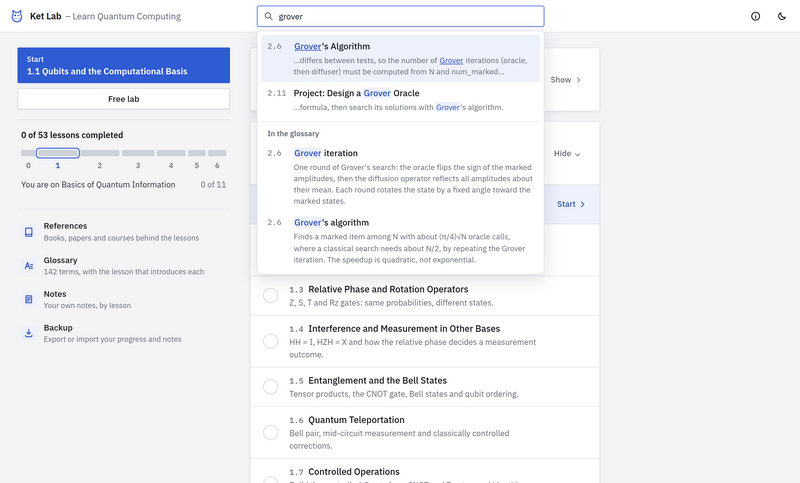 Ket Lab – Learn Quantum Computing
grover
Start
1.1 Qubits and the Computational Basis
Free lab
0 of 53 lessons completed
0 1 2 3 4 5 6
You are on Basics of Quantum Information 0 of 11
References
Books, papers and courses behind the lessons
Glossary
142 terms, with the lesson that introduces each
Notes
Your own notes, by lesson
Backup
Export or import your progress and notes
2.6 Grover's Algorithm
...differs between tests, so the number of Grover iterations (oracle,
then diffuser) must be computed from N and num_marked...
2.11 Project: Design a Grover Oracle
...formula, then search its solutions with Grover's algorithm.
In the glossary
2.6 Grover iteration
One round of Grover's search: the oracle flips the sign of the marked
amplitudes, then the diffusion operator reflects all amplitudes about
their mean. Each round rotates the state by a fixed angle toward the
marked states.
2.6 Grover's algorithm
Finds a marked item among N with about (π/4)√N oracle calls,
where a classical search needs about N/2, by repeating the Grover
iteration. The speedup is quadratic, not exponential.
Show
Hide
Start
1.3 Relative Phase and Rotation Operators
Z, S, T and Rz gates: same probabilities, different states.
1.4 Interference and Measurement in Other Bases
HH = I, HZH = X and how the relative phase decides a measurement
outcome.
1.5 Entanglement and the Bell States
Tensor products, the CNOT gate, Bell states and qubit ordering.
1.6 Quantum Teleportation
Bell pair, mid-circuit measurement and classically controlled
corrections.
1.7 Controlled Operations